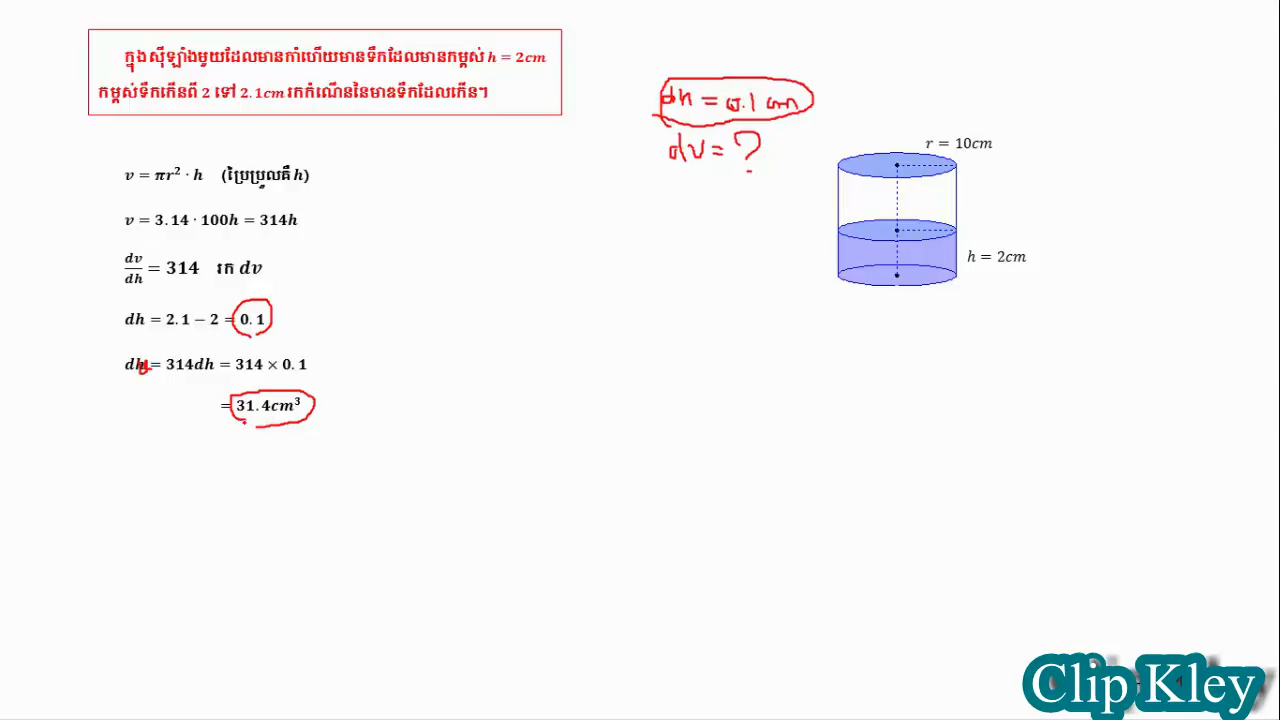 ក្នុងស៊ីឡាំងមួយដែលមានកាំហើយមានទឹកដែលមានកម្ពស់ h = 2cm
កម្ពស់ទឹកកើនពី 2 ទៅ 2.1cm រកកំណើននៃមាឌទឹកដែលកើន។
dh = 0.1 cm
dv = ?
r = 10cm
h = 2cm
v = πr² · h (ប្រែប្រួលគឺ h)
v = 3.14 · 100h = 314h
dv/dh = 314 រក dv
dh = 2.1 − 2 = 0.1
dv = 314dh = 314 × 0.1
= 31.4cm³
Clip Kley